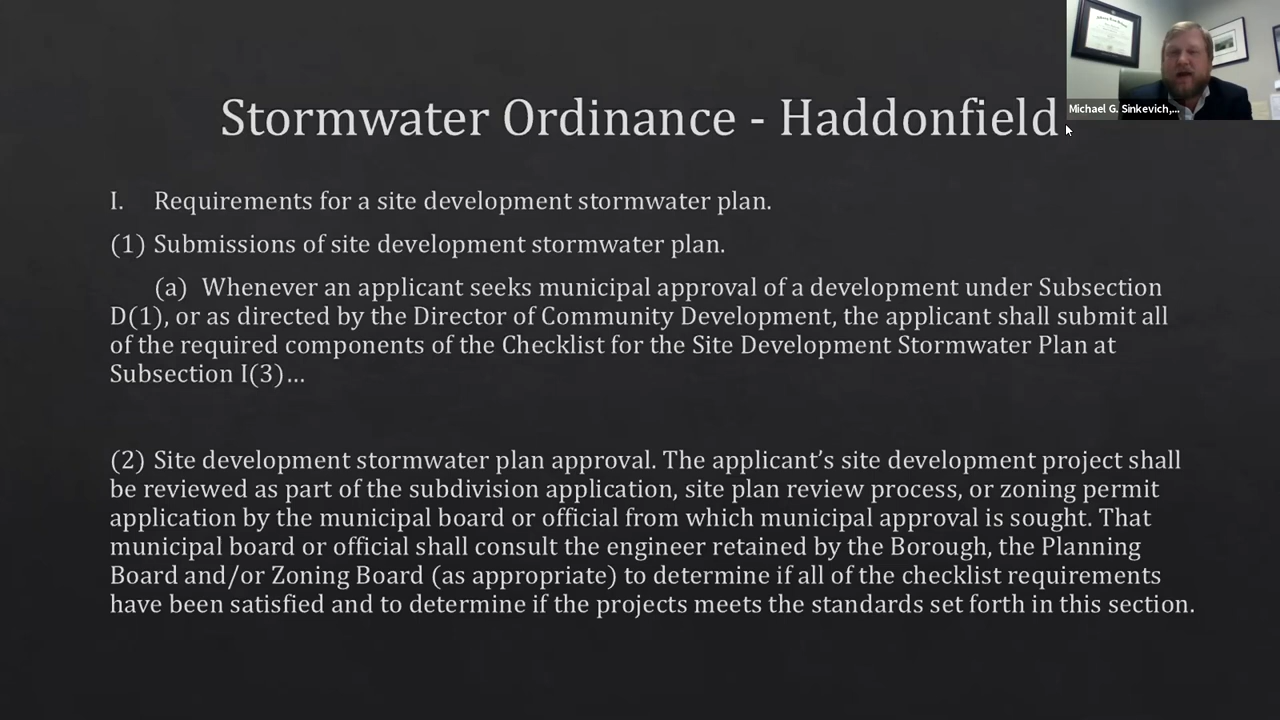 Stormwater Ordinance - Haddonfield
Michael G. Sinkevich,...
I. Requirements for a site development stormwater plan.
(1) Submissions of site development stormwater plan.
(a) Whenever an applicant seeks municipal approval of a development under Subsection
D(1), or as directed by the Director of Community Development, the applicant shall submit all
of the required components of the Checklist for the Site Development Stormwater Plan at
Subsection I(3)…
(2) Site development stormwater plan approval. The applicant’s site development project shall
be reviewed as part of the subdivision application, site plan review process, or zoning permit
application by the municipal board or official from which municipal approval is sought. That
municipal board or official shall consult the engineer retained by the Borough, the Planning
Board and/or Zoning Board (as appropriate) to determine if all of the checklist requirements
have been satisfied and to determine if the projects meets the standards set forth in this section.